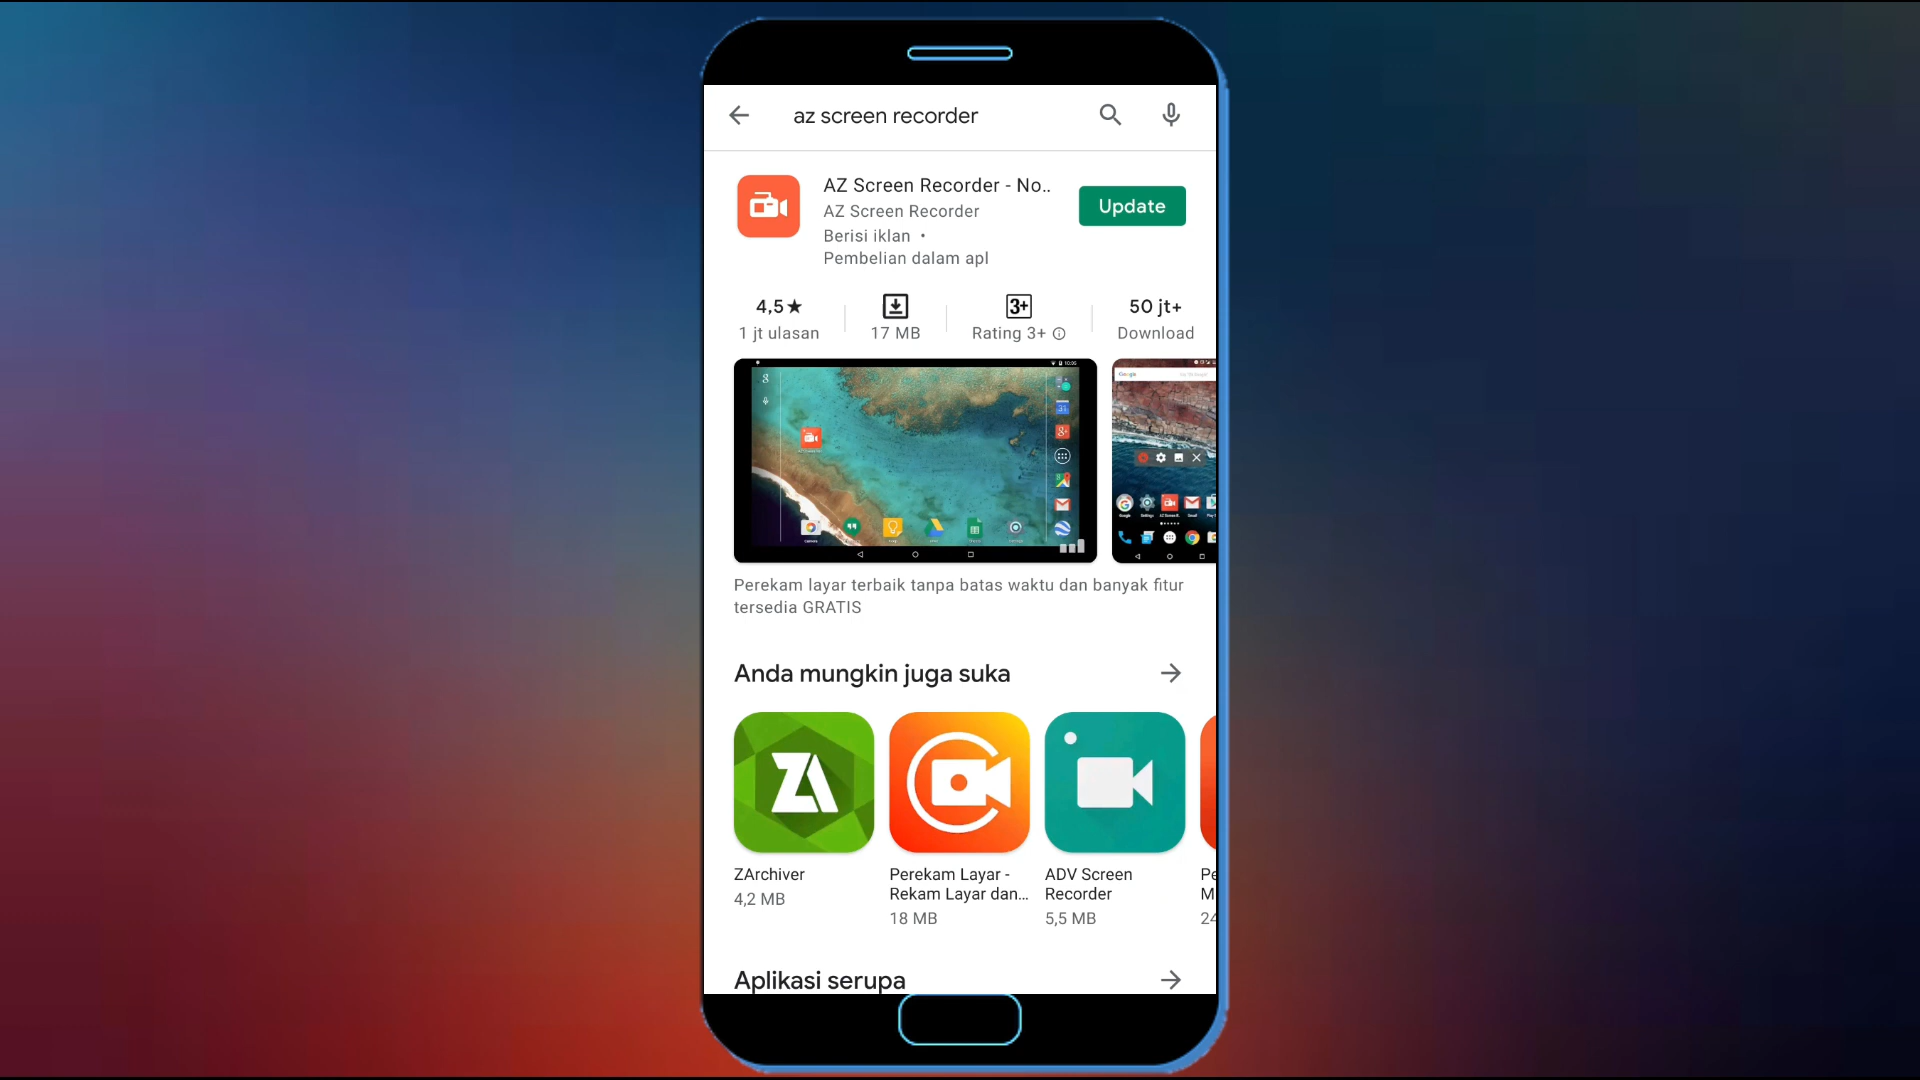 az screen recorder
AZ Screen Recorder - No..
Update
AZ Screen Recorder
Berisi iklan •
Pembelian dalam apl
4,5★
3+
50 jt+
1 jt ulasan
17 MB
Rating 3+
Download
Perekam layar terbaik tanpa batas waktu dan banyak fitur
tersedia GRATIS
Anda mungkin juga suka
ZA
ZArchiver
4,2 MB
Perekam Layar -
Rekam Layar dan...
18 MB
ADV Screen
Recorder
5,5 MB
Pe
M
24
Aplikasi serupa